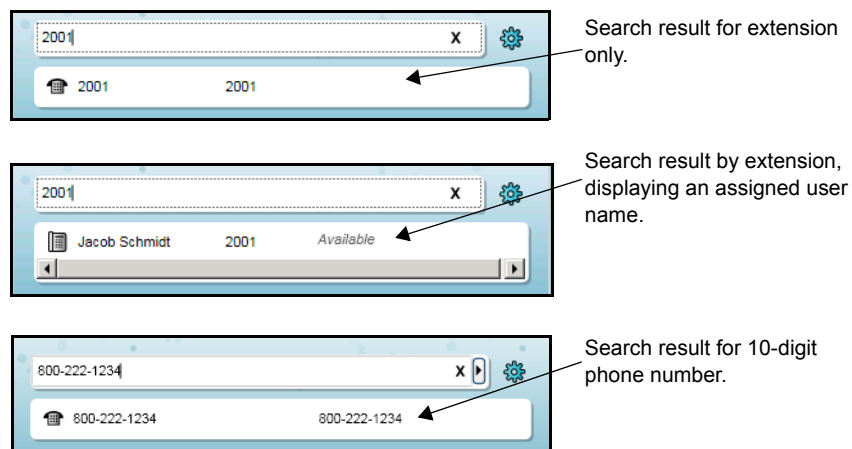 2001 X
Search result for extension
only.
2001 2001
Search result by extension,
displaying an assigned user
name.
2001 X
Jacob Schmidt 2001 Available
Search result for 10-digit
phone number.
800-222-1234 X
800-222-1234 800-222-1234